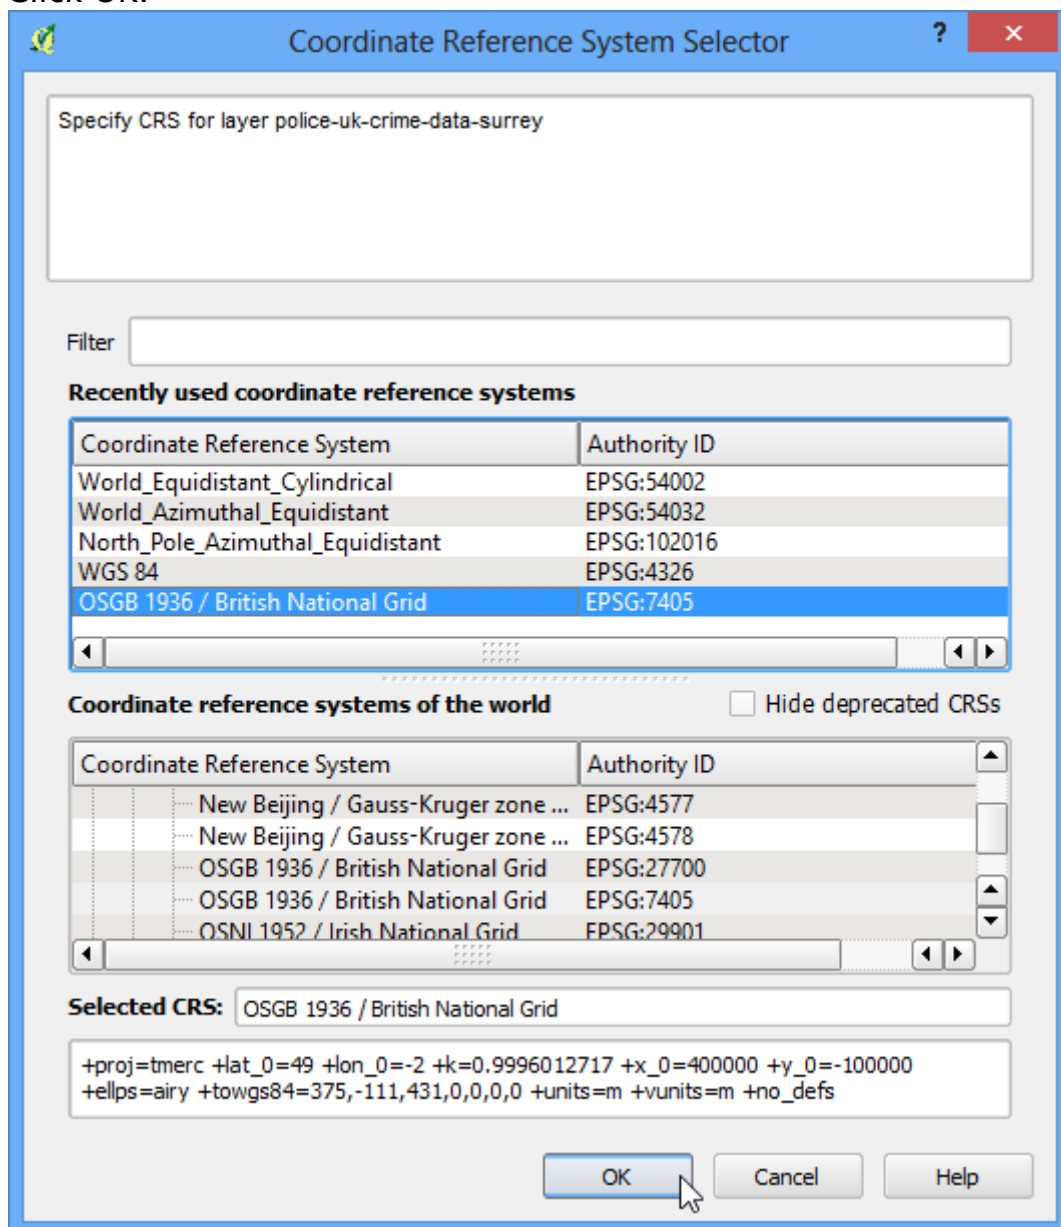 Click OK.
Coordinate Reference System Selector ? ×
Specify CRS for layer police-uk-crime-data-surrey
Filter
Recently used coordinate reference systems
Coordinate Reference System Authority ID
World_Equidistant_Cylindrical EPSG:54002
World_Azimuthal_Equidistant EPSG:54032
North_Pole_Azimuthal_Equidistant EPSG:102016
WGS 84 EPSG:4326
OSGB 1936 / British National Grid EPSG:7405
Coordinate reference systems of the world Hide deprecated CRSs
Coordinate Reference System Authority ID
New Beijing / Gauss-Kruger zone ... EPSG:4577
New Beijing / Gauss-Kruger zone ... EPSG:4578
OSGB 1936 / British National Grid EPSG:27700
OSGB 1936 / British National Grid EPSG:7405
OSNI 1952 / Irish National Grid EPSG:29901
Selected CRS: OSGB 1936 / British National Grid
+proj=tmerc +lat_0=49 +lon_0=-2 +k=0.9996012717 +x_0=400000 +y_0=-100000
+ellps=airy +towgs84=375,-111,431,0,0,0,0 +units=m +vunits=m +no_defs
OK Cancel Help